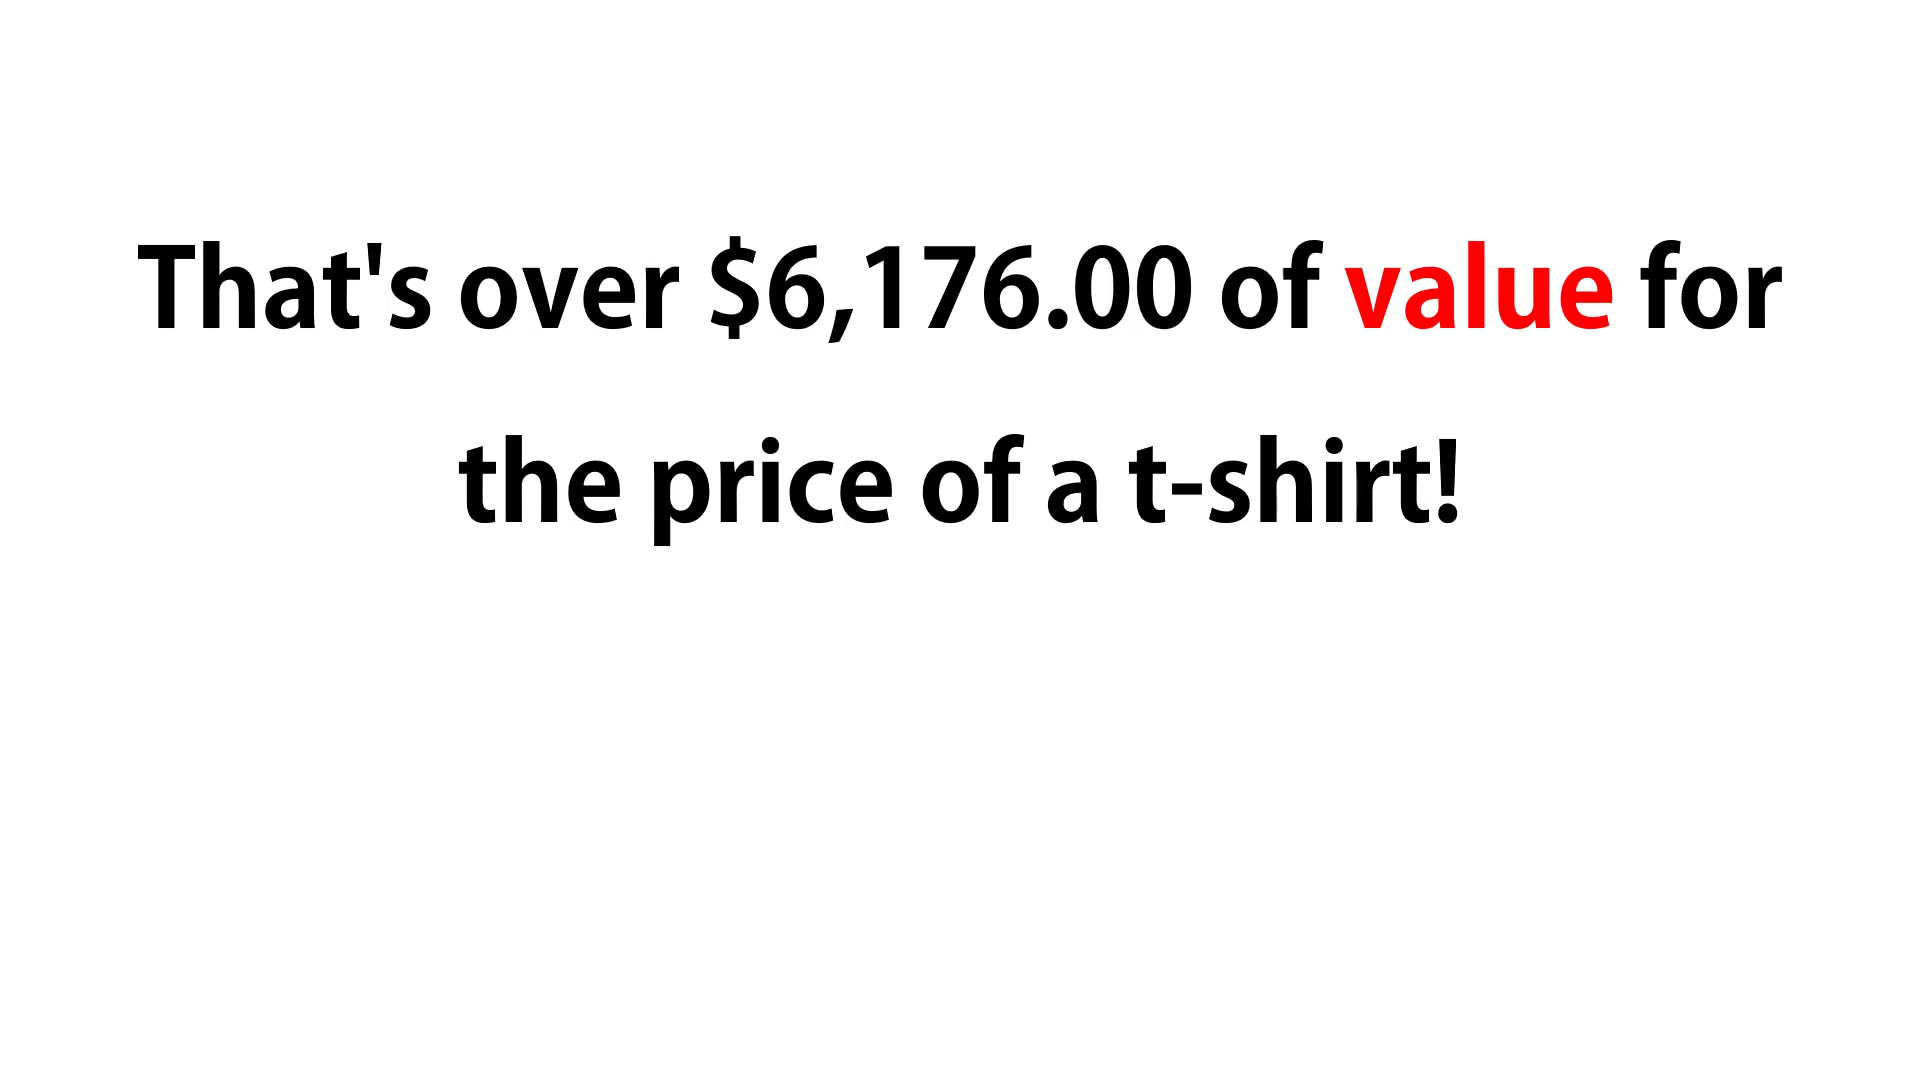 That's over $6,176.00 of value for
the price of a t-shirt!